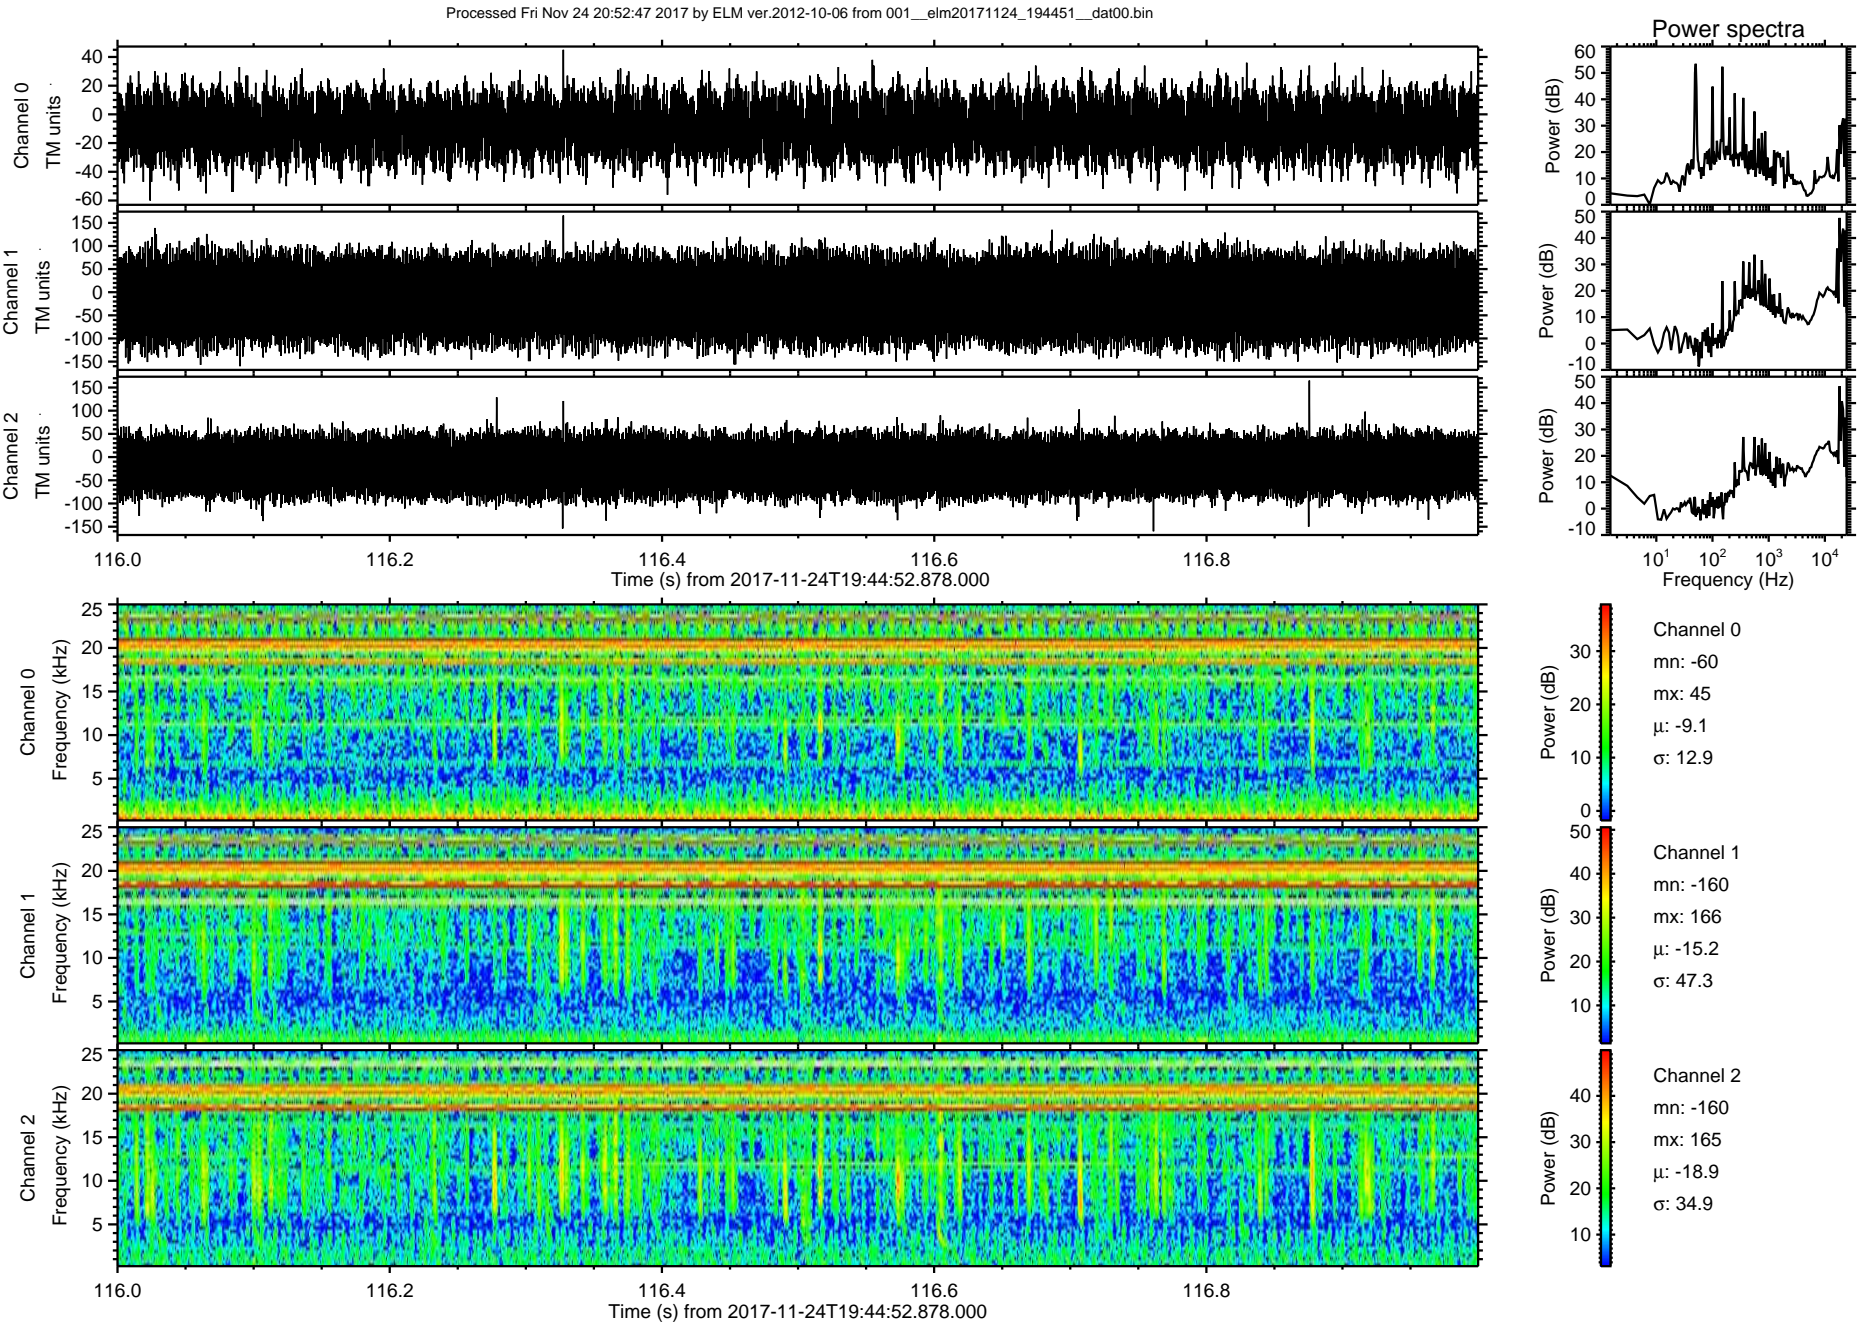 Processed Fri Nov 24 20:52:47 2017 by ELM ver.2012-10-06 from 001__elm20171124_194451__dat00.bin
Power spectra
Channel 0
TM units
40
20
0
-20
-40
-60
Power (dB)
60
50
40
30
20
10
0
Channel 1
TM units
150
100
50
0
-50
-100
-150
Power (dB)
50
40
30
20
10
0
-10
Channel 2
TM units
150
100
50
0
-50
-100
-150
Power (dB)
50
40
30
20
10
0
-10
116.0 116.2 116.4 116.6 116.8
Time (s) from 2017-11-24T19:44:52.878.000
10¹ 10² 10³ 10⁴
Frequency (Hz)
Channel 0
Frequency (kHz)
25
20
15
10
5
Power (dB)
30
20
10
0
Channel 0
mn: -60
mx: 45
µ: -9.1
σ: 12.9
Channel 1
Frequency (kHz)
25
20
15
10
5
Power (dB)
50
40
30
20
10
Channel 1
mn: -160
mx: 166
µ: -15.2
σ: 47.3
Channel 2
Frequency (kHz)
25
20
15
10
5
Power (dB)
40
30
20
10
Channel 2
mn: -160
mx: 165
µ: -18.9
σ: 34.9
116.0 116.2 116.4 116.6 116.8
Time (s) from 2017-11-24T19:44:52.878.000